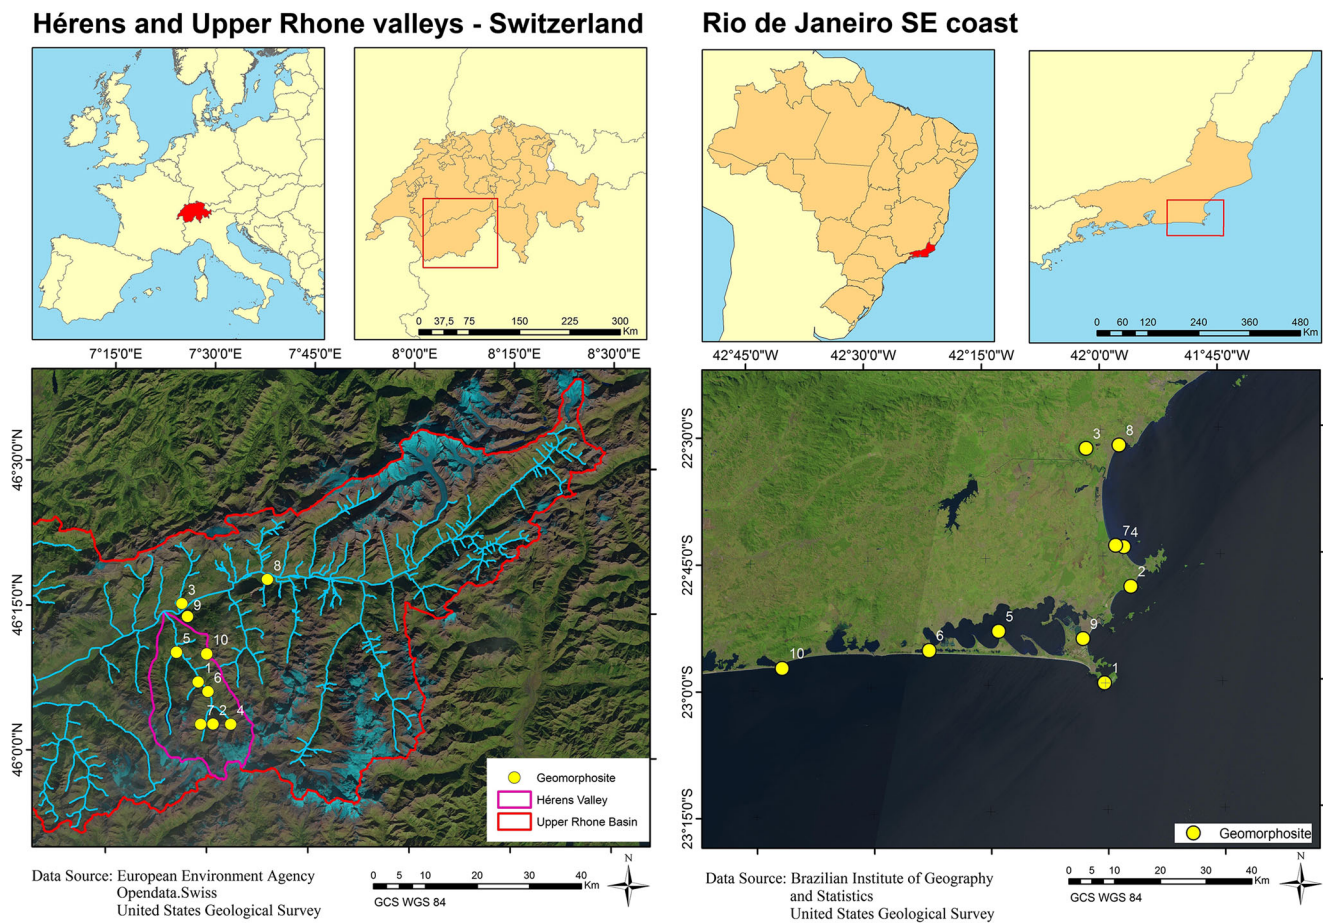 Hérens and Upper Rhone valleys - Switzerland
Rio de Janeiro SE coast
0 37,5 75 150 225 300 Km
0 60 120 240 360 480 Km
7°15'0"E 7°30'0"E 7°45'0"E 8°0'0"E 8°15'0"E 8°30'0"E
46°30'0"N
46°15'0"N
46°0'0"N
8
3
9
5
10
1
6
7 2 4
Geomorphosite
Hérens Valley
Upper Rhone Basin
Data Source: European Environment Agency
Opendata.Swiss
United States Geological Survey
0 5 10 20 30 40 Km
GCS WGS 84
N
42°45'0"W 42°30'0"W 42°15'0"W 42°0'0"W 41°45'0"W
22°30'0"S
22°45'0"S
23°0'0"S
23°15'0"S
3 8
7 4
2
5
9
6
10
1
Geomorphosite
Data Source: Brazilian Institute of Geography
and Statistics
United States Geological Survey
0 5 10 20 30 40 Km
GCS WGS 84
N